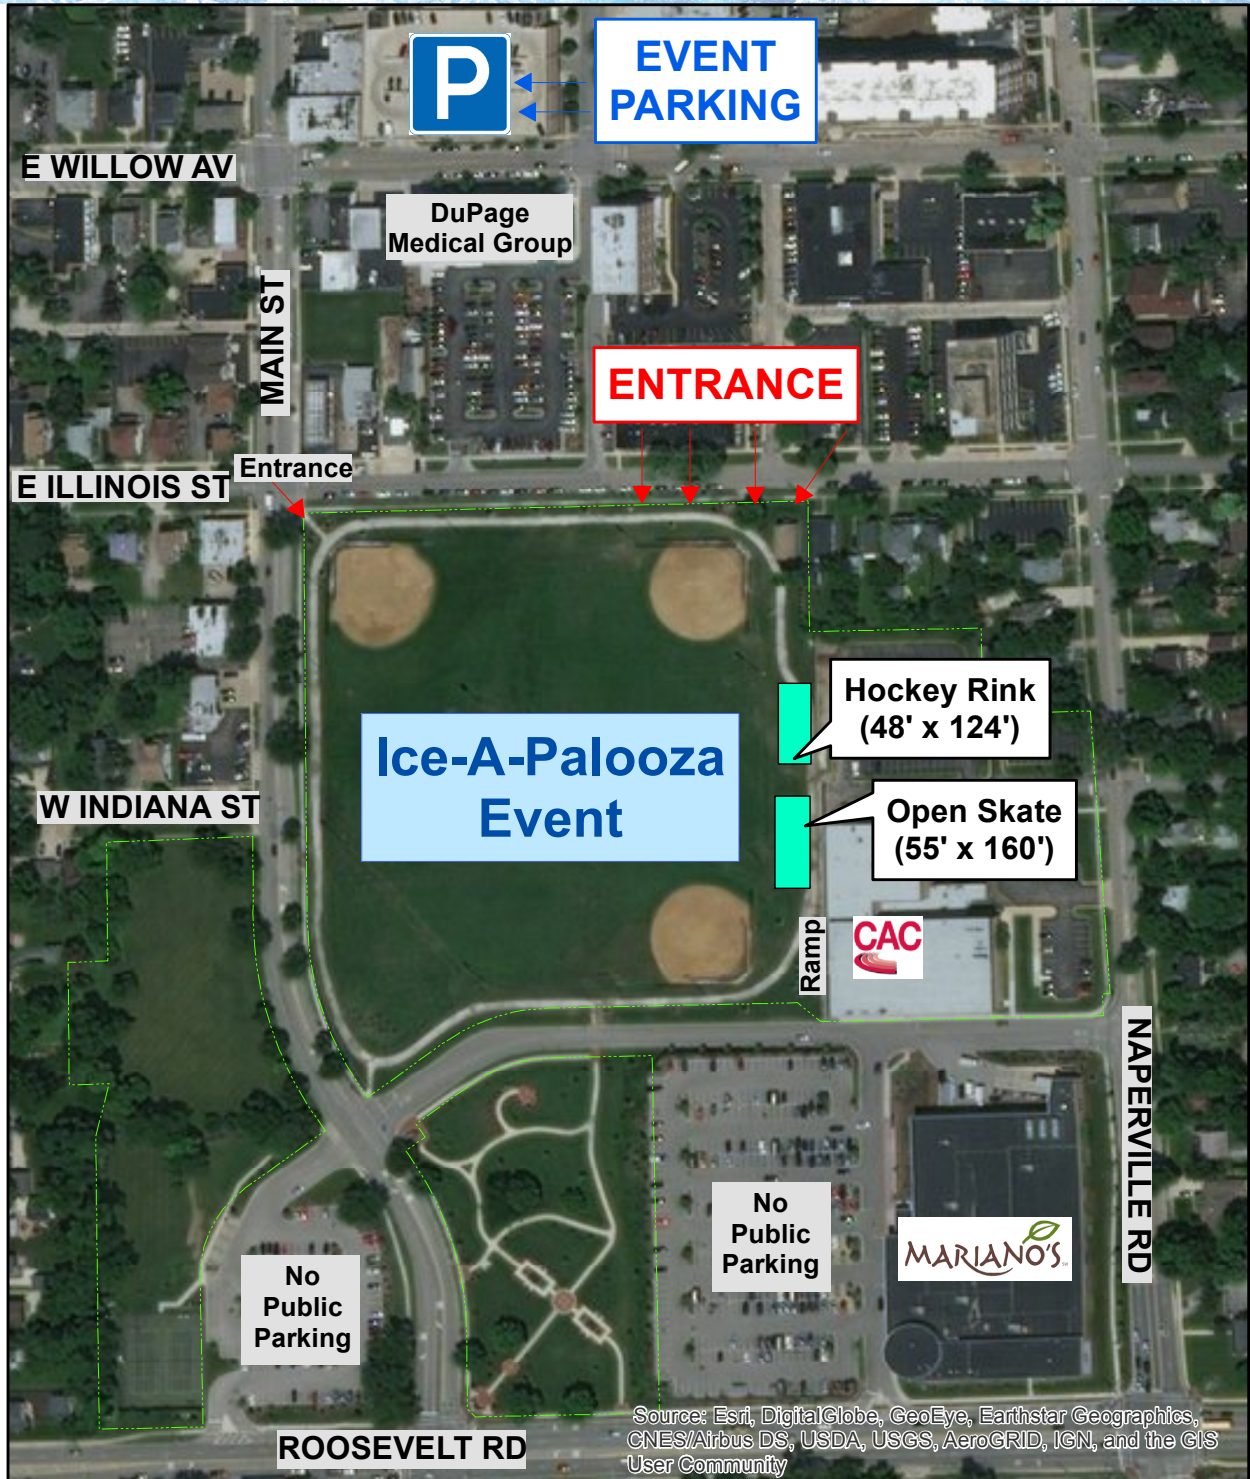 P
EVENT
PARKING
E WILLOW AV
DuPage
Medical Group
MAIN ST
ENTRANCE
Entrance
E ILLINOIS ST
Hockey Rink
(48' x 124')
Ice-A-Palooza
Event
W INDIANA ST
Open Skate
(55' x 160')
Ramp
CAC
NAPERVILLE RD
No
Public
Parking
MARIANO'S
No
Public
Parking
Source: Esri, DigitalGlobe, GeoEye, Earthstar Geographics,
CNES/Airbus DS, USDA, USGS, AeroGRID, IGN, and the GIS
User Community
ROOSEVELT RD